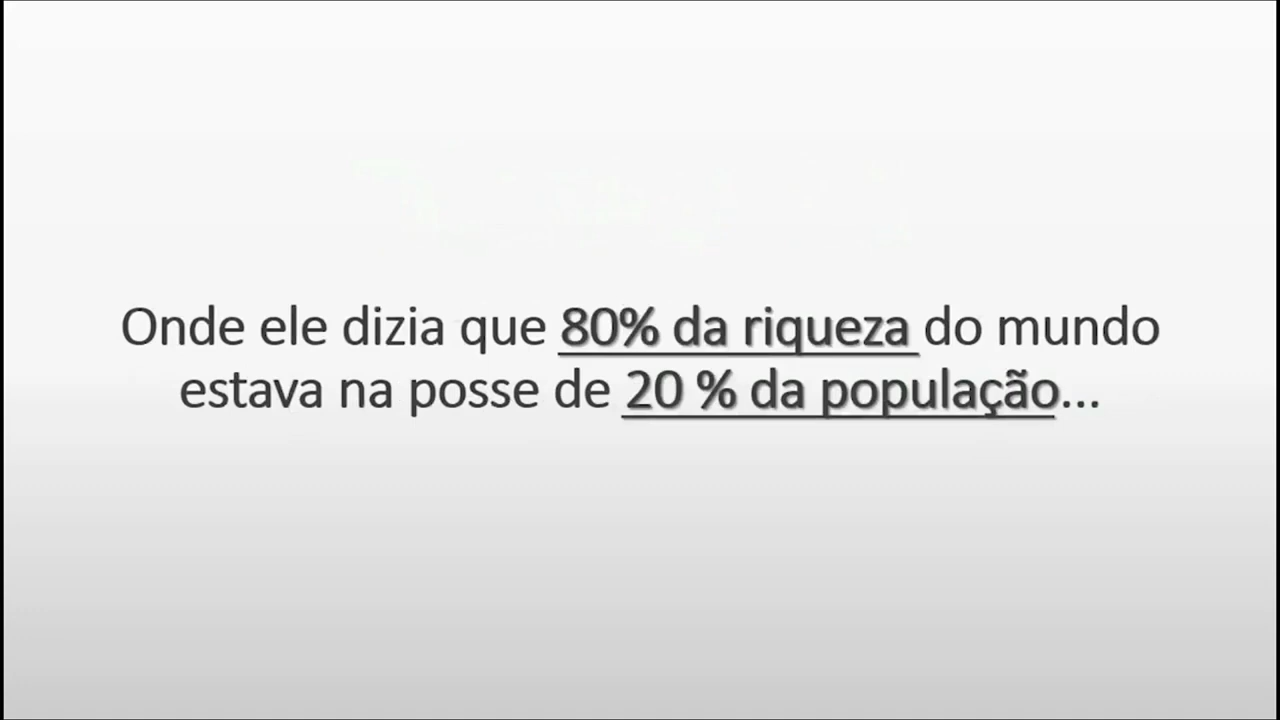 Onde ele dizia que 80% da riqueza do mundo
estava na posse de 20 % da população...